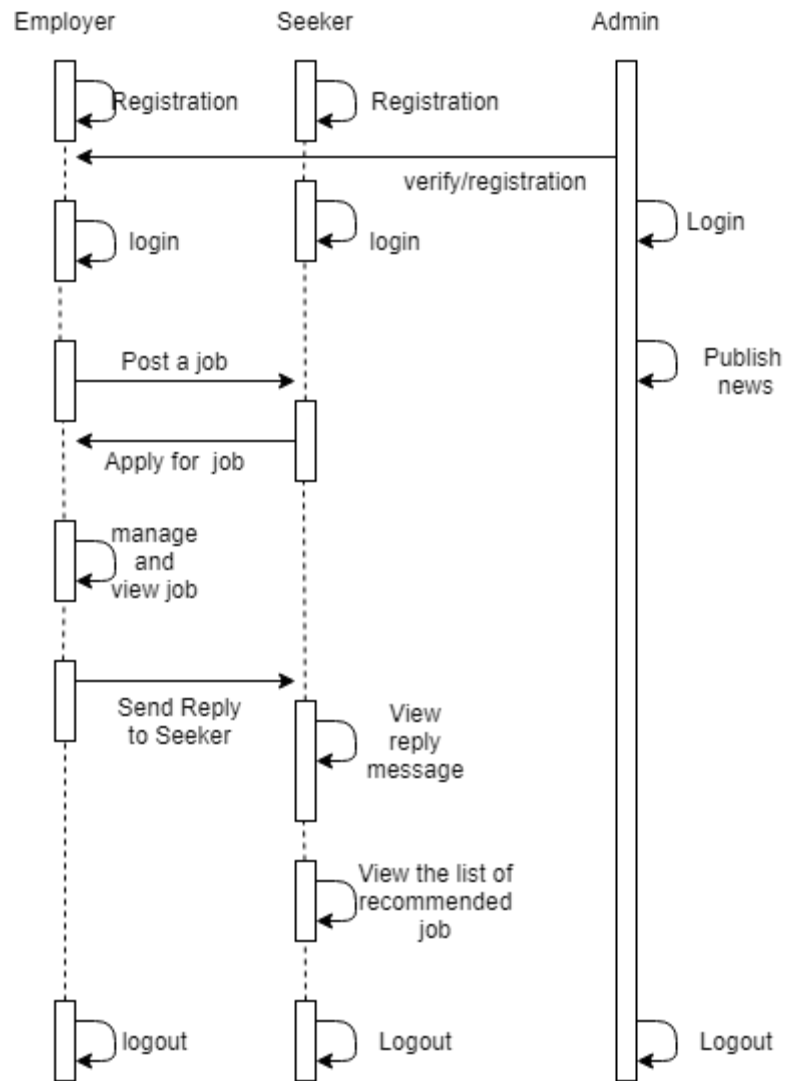 Employer
Seeker
Admin
Registration
Registration
verify/registration
login
login
Login
Post a job
Publish
news
Apply for  job
manage
and
view job
Send Reply
to Seeker
View
reply
message
View the list of
recommended
job
logout
Logout
Logout